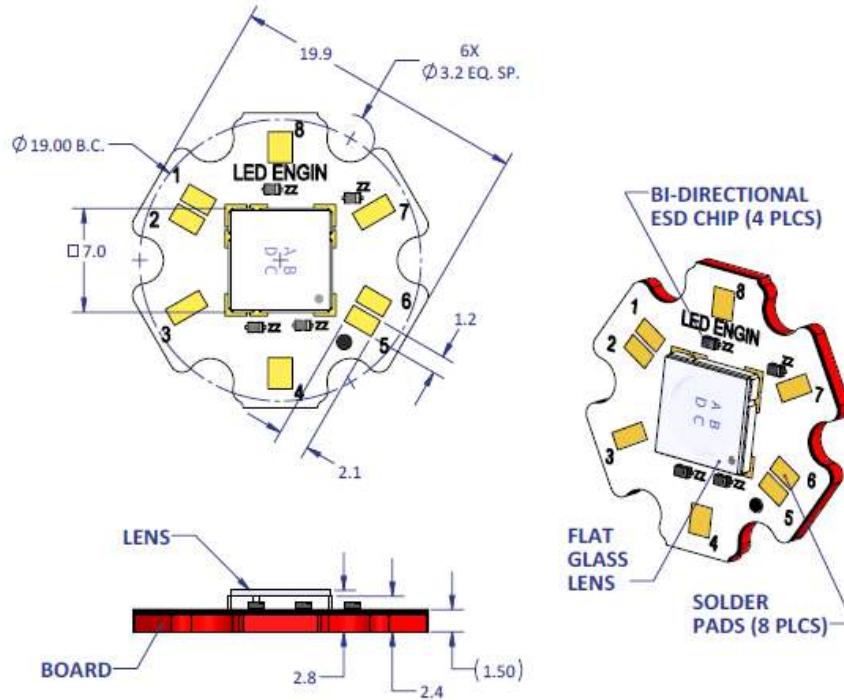 19.9
6X
Ø3.2 EQ. SP.
Ø19.00 B.C.
8
LED ENGIN
1
ZZ
ZZ
2
7
□7.0
A B
D C
6
3
1.2
ZZ
ZZ
5
4
2.1
BI-DIRECTIONAL
ESD CHIP (4 PLCS)
8
1
LED ENGIN
2
ZZ
ZZ
7
A B
D C
3
6
ZZ
ZZ
5
4
FLAT
GLASS
LENS
SOLDER
PADS (8 PLCS)
LENS
BOARD
2.8
2.4
(1.50)